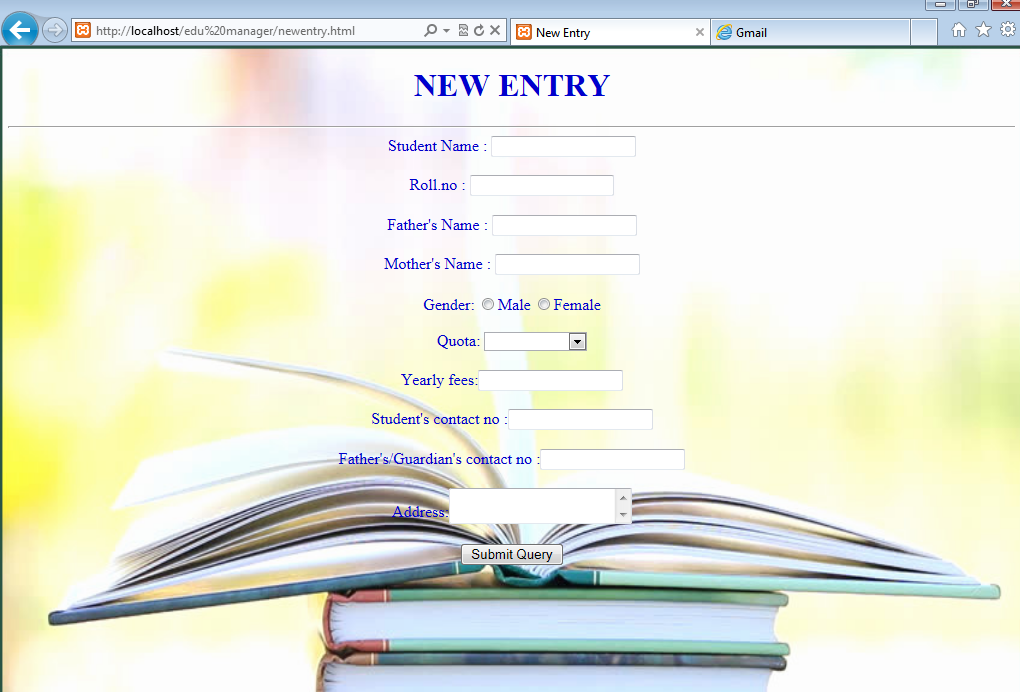 http://localhost/edu%20manager/newentry.html
New Entry
Gmail
NEW ENTRY
Student Name :
Roll.no :
Father's Name :
Mother's Name :
Gender: Male Female
Quota:
Yearly fees:
Student's contact no :
Father's/Guardian's contact no :
Address:
Submit Query